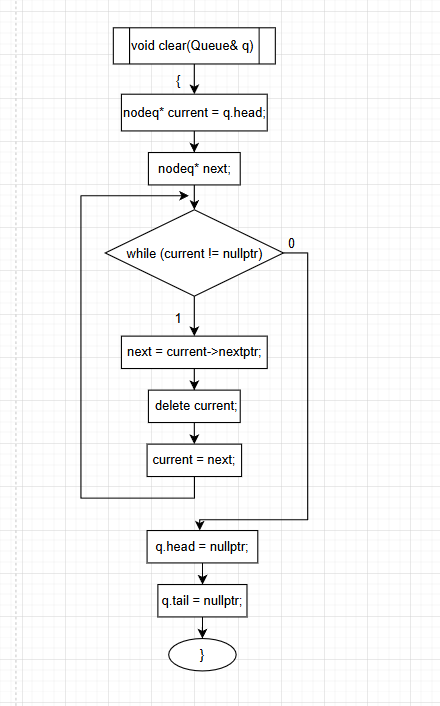 void clear(Queue& q)
{
nodeq* current = q.head;
nodeq* next;
while (current != nullptr)
0
1
next = current->nextptr;
delete current;
current = next;
q.head = nullptr;
q.tail = nullptr;
}